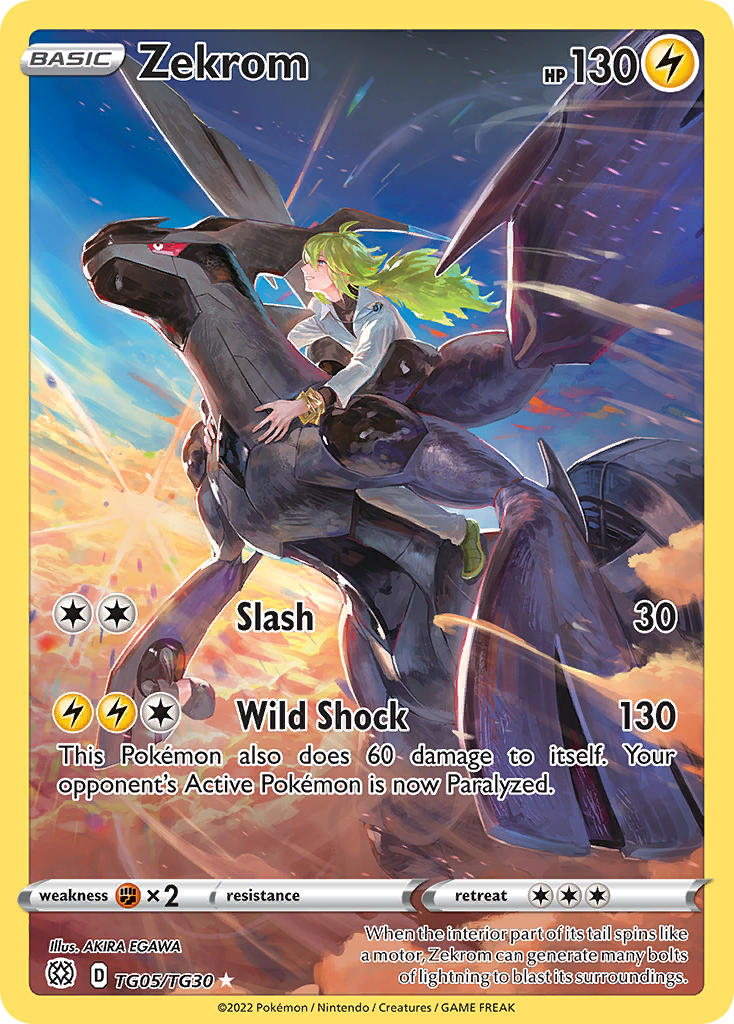 BASIC Zekrom HP 130
Slash 30
Wild Shock 130
This Pokémon also does 60 damage to itself. Your
opponent's Active Pokémon is now Paralyzed.
weakness ×2 resistance retreat
Illus. AKIRA EGAWA
D TG05/TG30 ★
When the interior part of its tail spins like
a motor, Zekrom can generate many bolts
of lightning to blast its surroundings.
©2022 Pokémon / Nintendo / Creatures / GAME FREAK